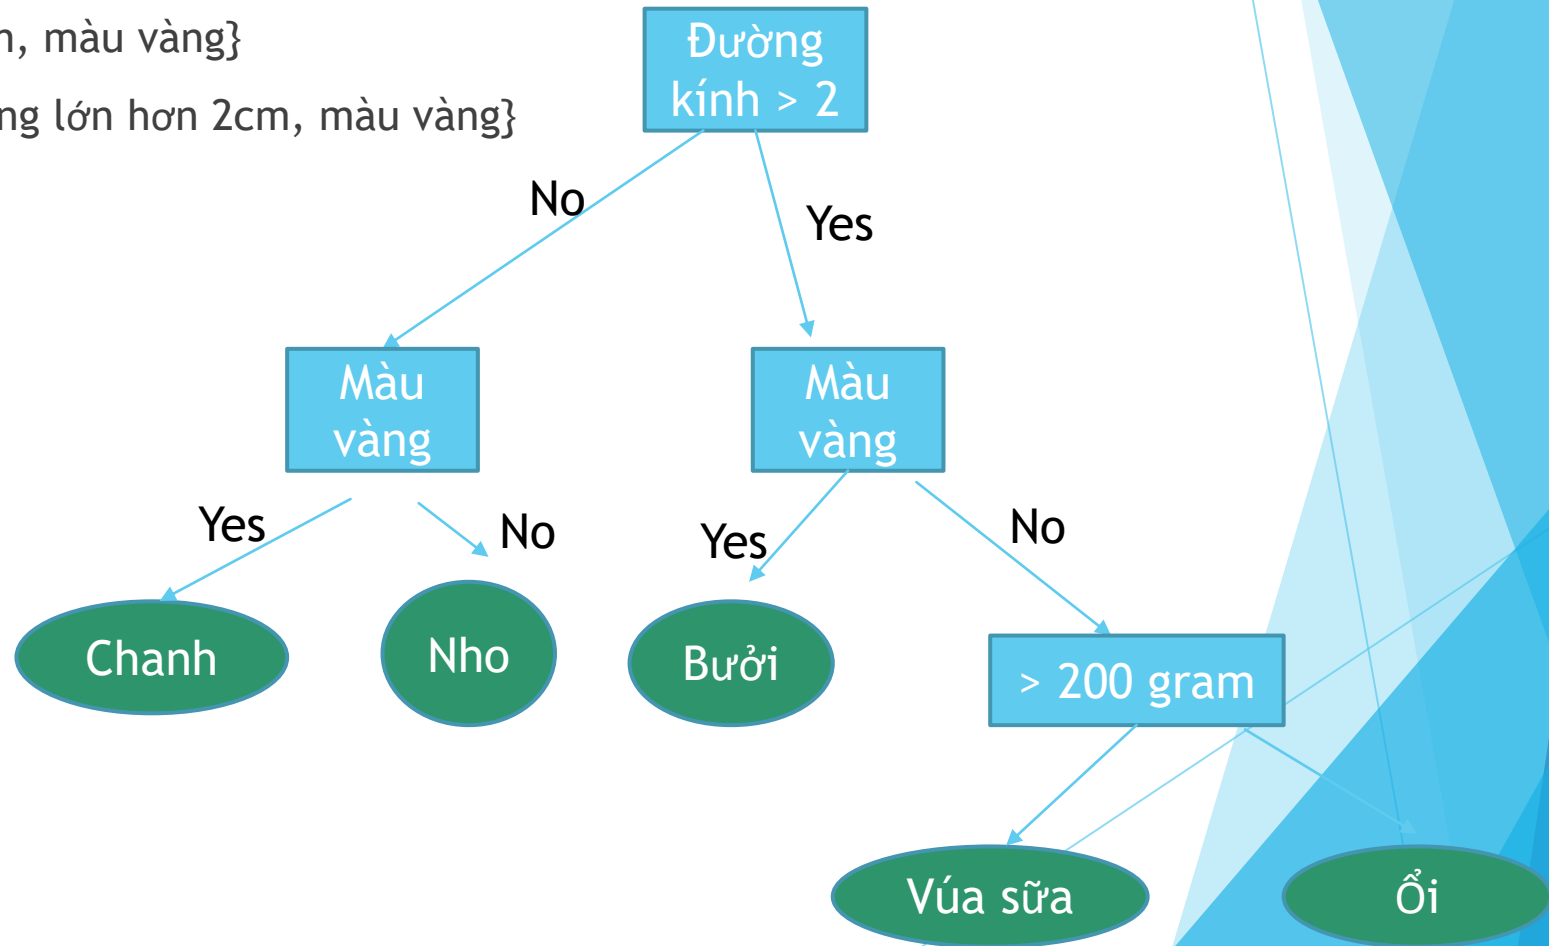 , màu vàng}
lớn hơn 2cm, màu vàng}
Đường
kính > 2
No
Yes
Màu
vàng
Màu
vàng
Yes
No
Yes
No
Chanh
Nho
Bưởi
> 200 gram
Vúa sữa
Ổi